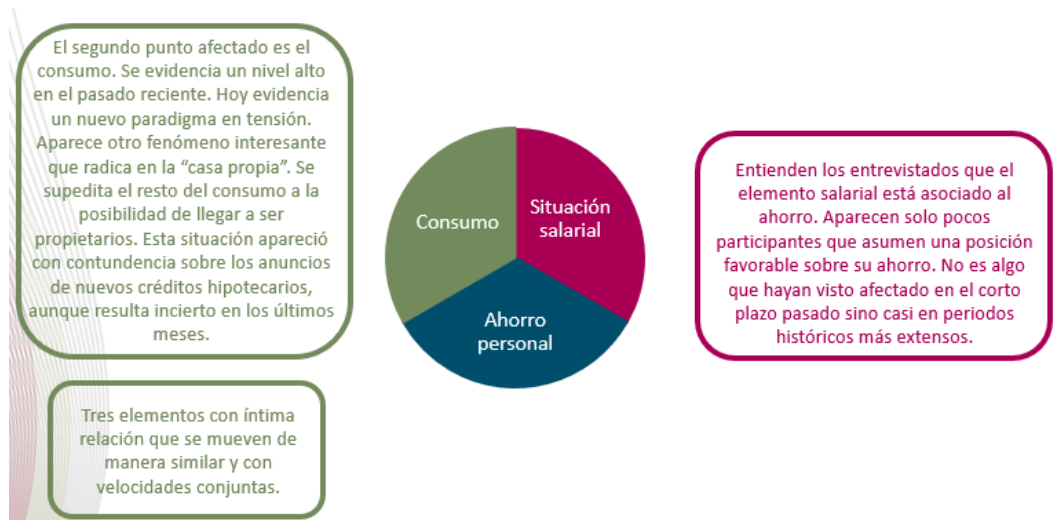 El segundo punto afectado es el
consumo. Se evidencia un nivel alto
en el pasado reciente. Hoy evidencia
un nuevo paradigma en tensión.
Aparece otro fenómeno interesante
que radica en la “casa propia”. Se
supedita el resto del consumo a la
posibilidad de llegar a ser
propietarios. Esta situación apareció
con contundencia sobre los anuncios
de nuevos créditos hipotecarios,
aunque resulta incierto en los últimos
meses.
Tres elementos con íntima
relación que se mueven de
manera similar y con
velocidades conjuntas.
Consumo
Situación
salarial
Ahorro
personal
Entienden los entrevistados que el
elemento salarial está asociado al
ahorro. Aparecen solo pocos
participantes que asumen una posición
favorable sobre su ahorro. No es algo
que hayan visto afectado en el corto
plazo pasado sino casi en periodos
históricos más extensos.